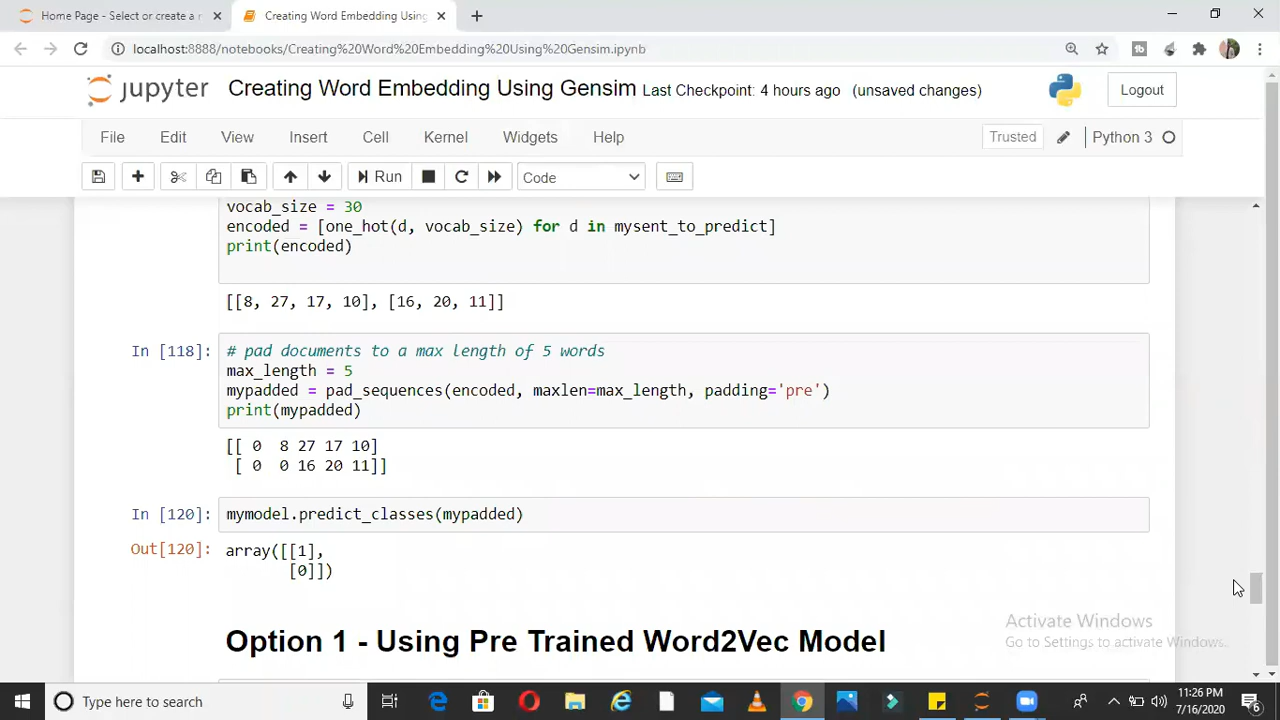 Home Page - Select or create a n
Creating Word Embedding Using
localhost:8888/notebooks/Creating%20Word%20Embedding%20Using%20Gensim.ipynb
jupyter Creating Word Embedding Using Gensim Last Checkpoint: 4 hours ago (unsaved changes)
Logout
File Edit View Insert Cell Kernel Widgets Help
Trusted
Python 3
Run
Code
vocab_size = 30
encoded = [one_hot(d, vocab_size) for d in mysent_to_predict]
print(encoded)
[[8, 27, 17, 10], [16, 20, 11]]
In [118]:
# pad documents to a max length of 5 words
max_length = 5
mypadded = pad_sequences(encoded, maxlen=max_length, padding='pre')
print(mypadded)
[[ 0 8 27 17 10]
[ 0 0 16 20 11]]
In [120]:
mymodel.predict_classes(mypadded)
Out[120]:
array([[1],
[0]])
Option 1 - Using Pre Trained Word2Vec Model
Activate Windows
Go to Settings to activate Windows.
Type here to search
11:26 PM
7/16/2020
6